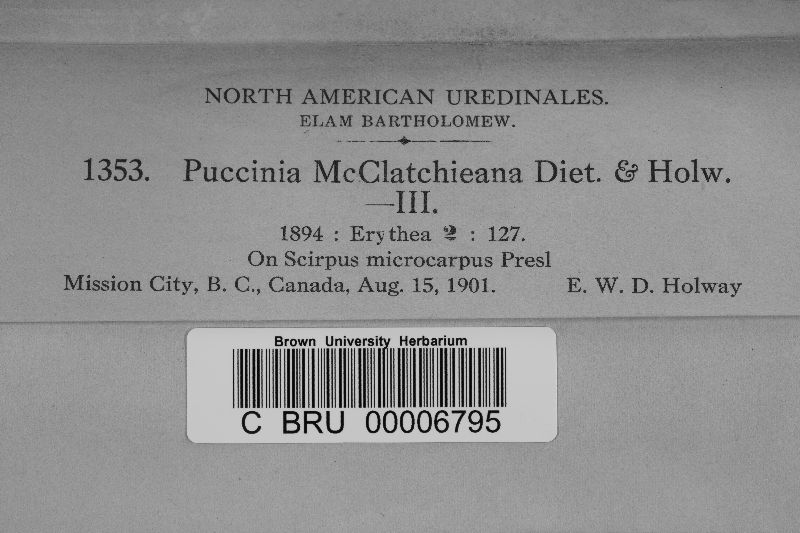 NORTH AMERICAN UREDINALES.
ELAM BARTHOLOMEW.
1353. Puccinia McClatchieana Diet. & Holw.
—III.
1894 : Erythea 2 : 127.
On Scirpus microcarpus Presl
Mission City, B. C., Canada, Aug. 15, 1901. E. W. D. Holway
Brown University Herbarium
C BRU 00006795